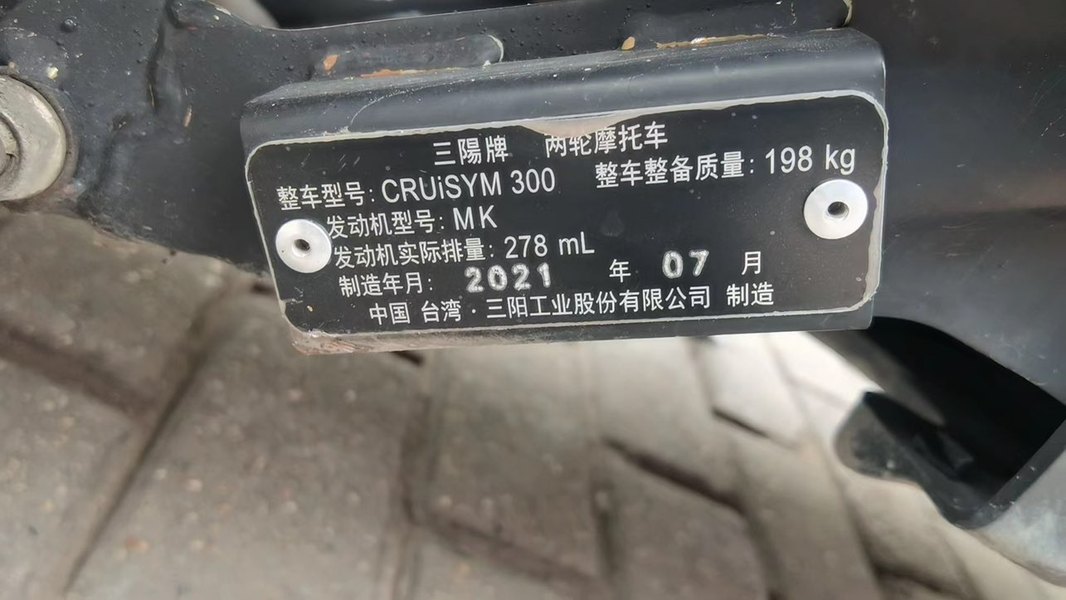 三陽牌 两轮摩托车
整车型号: CRUiSYM 300 整车整备质量: 198 kg
发动机型号: MK
发动机实际排量: 278 mL
制造年月: 2021 年 07 月
中国 台湾·三阳工业股份有限公司 制造